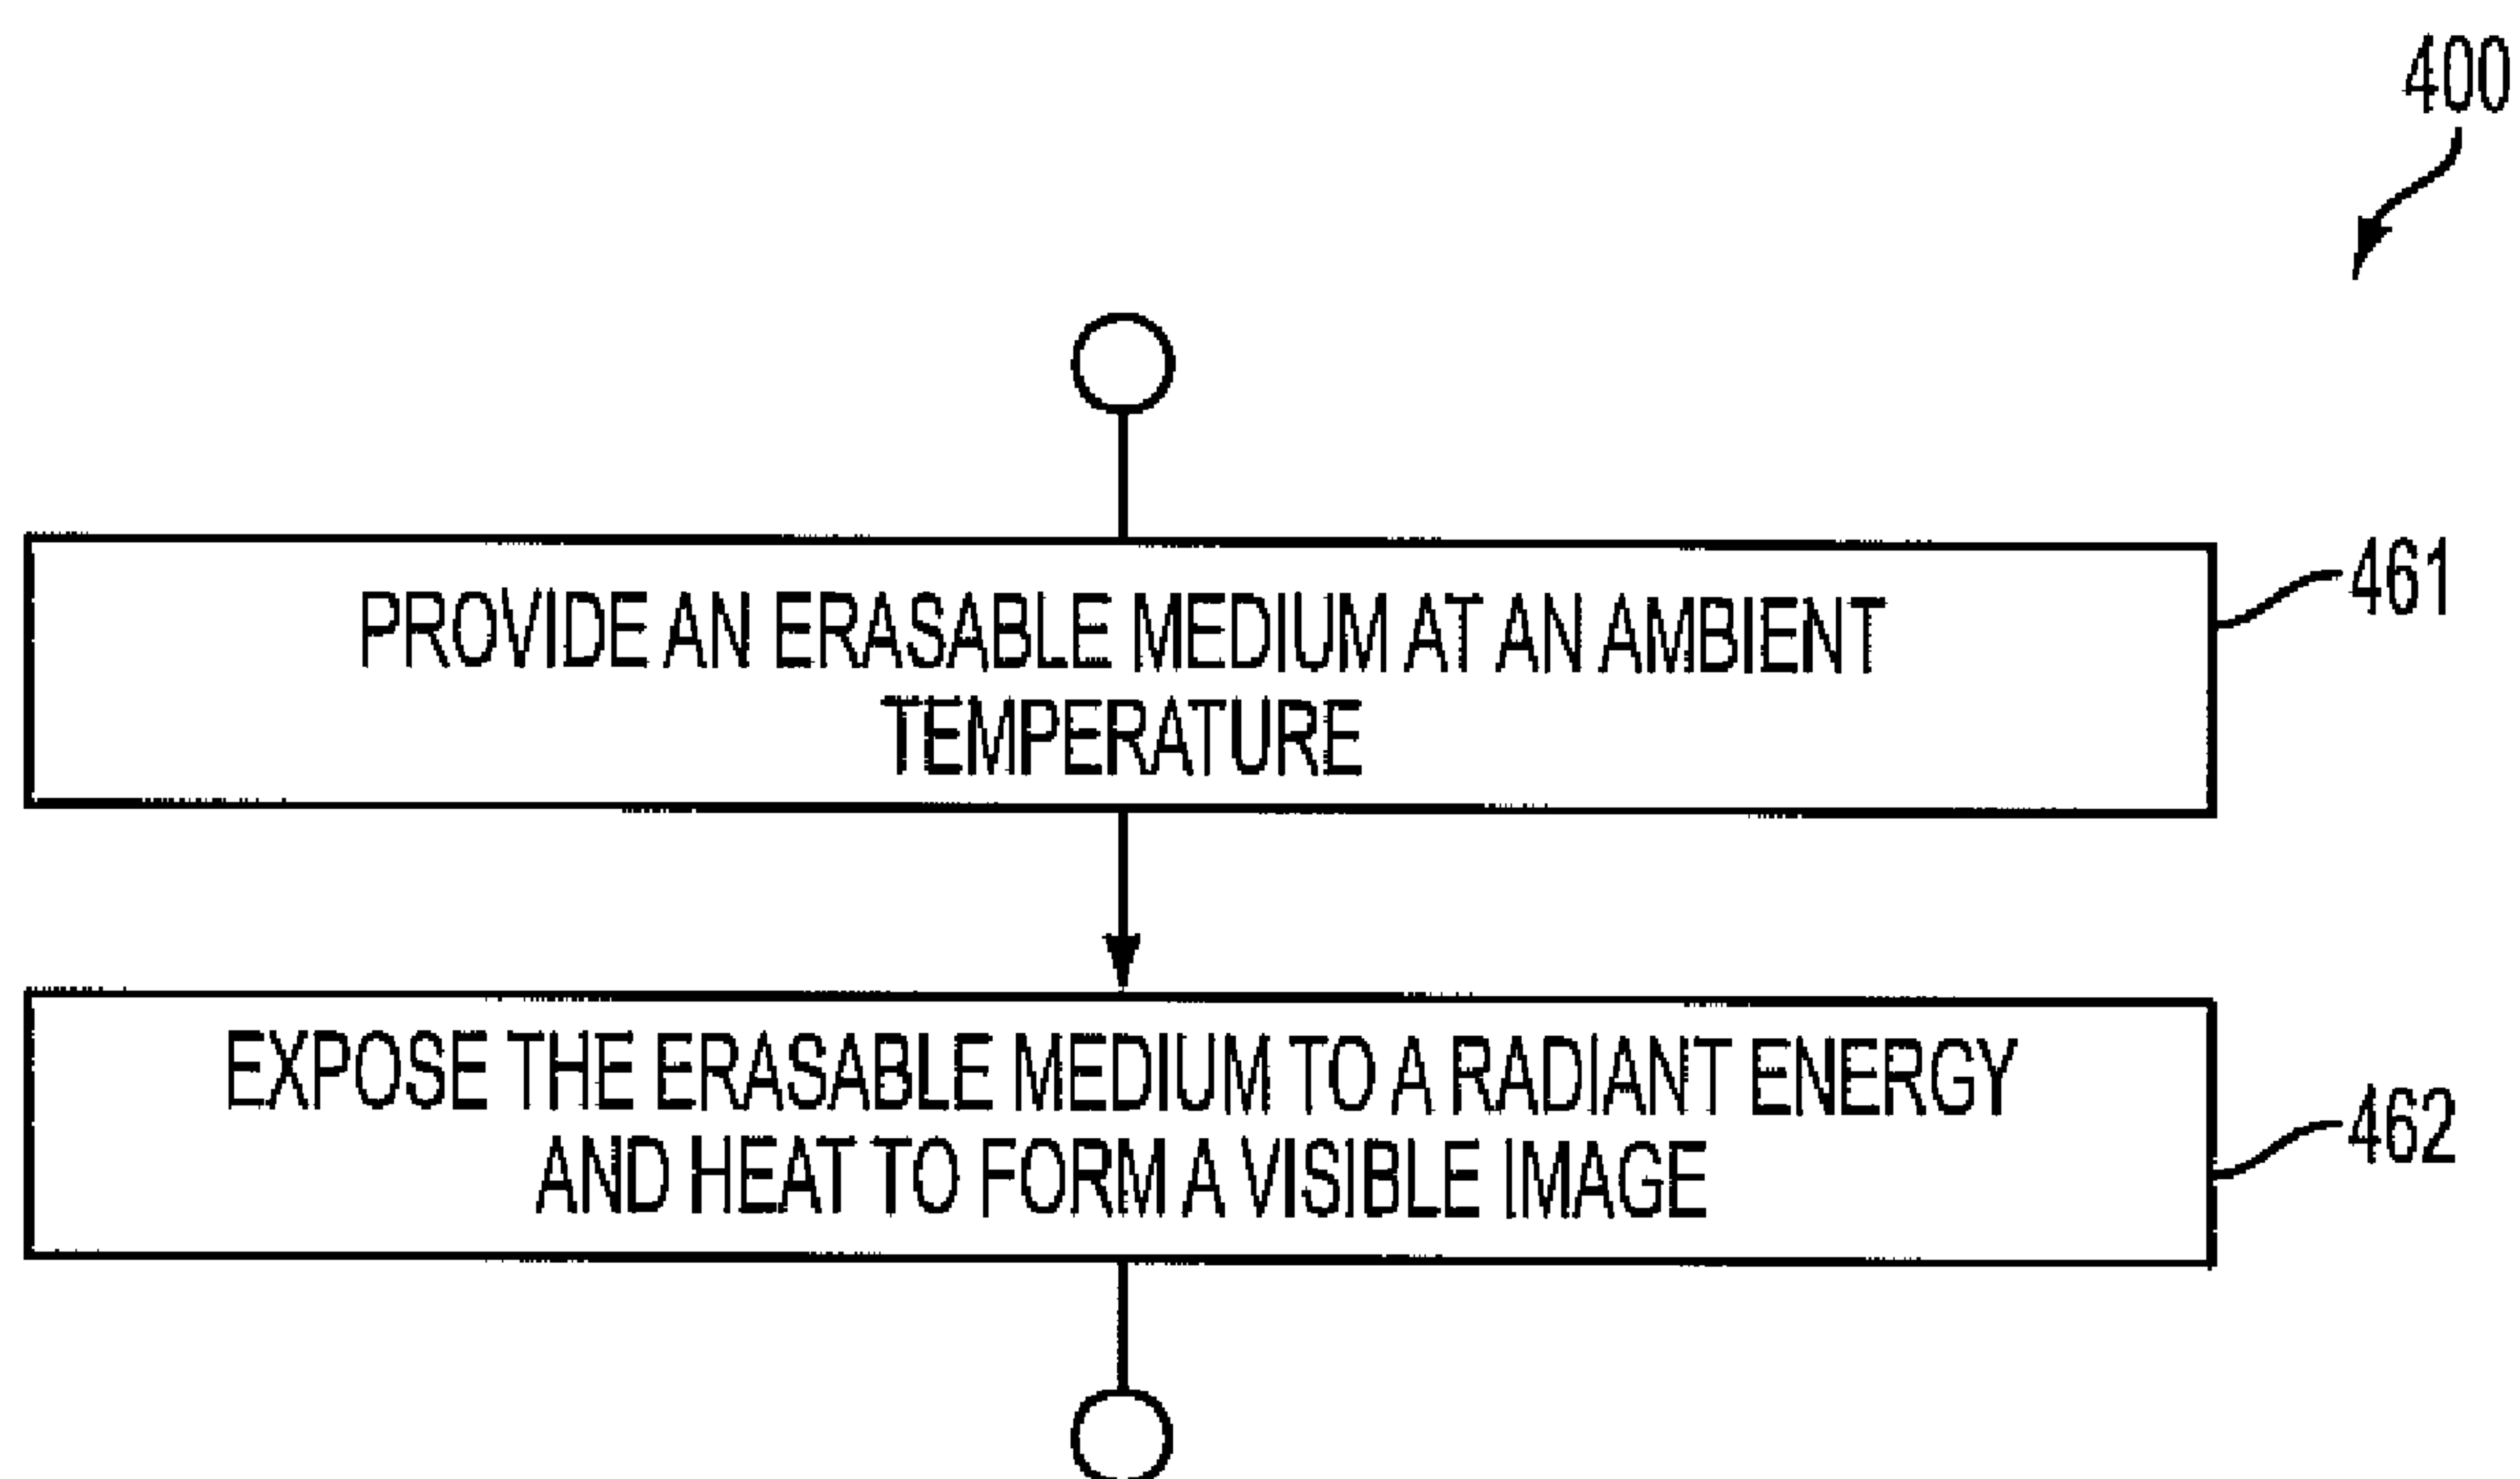 400
PROVIDE AN ERASABLE MEDIUM AT AN AMBIENT
TEMPERATURE
461
EXPOSE THE ERASABLE MEDIUM TO A RADIANT ENERGY
AND HEAT TO FORM A VISIBLE IMAGE
462